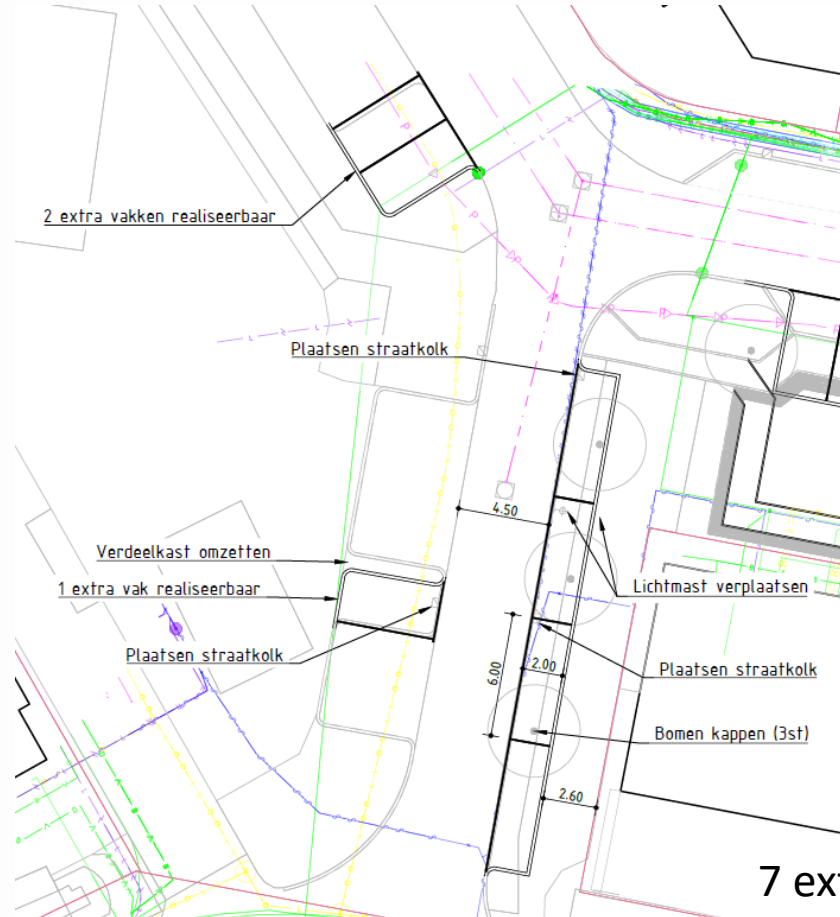 2 extra vakken realiseerbaar
Plaatsen straatkolk
4.50
Verdeelkast omzetten
1 extra vak realiseerbaar
Lichtmast verplaatsen
Plaatsen straatkolk
6.00
2.00
Plaatsen straatkolk
Bomen kappen (3st)
2.60
7 ex